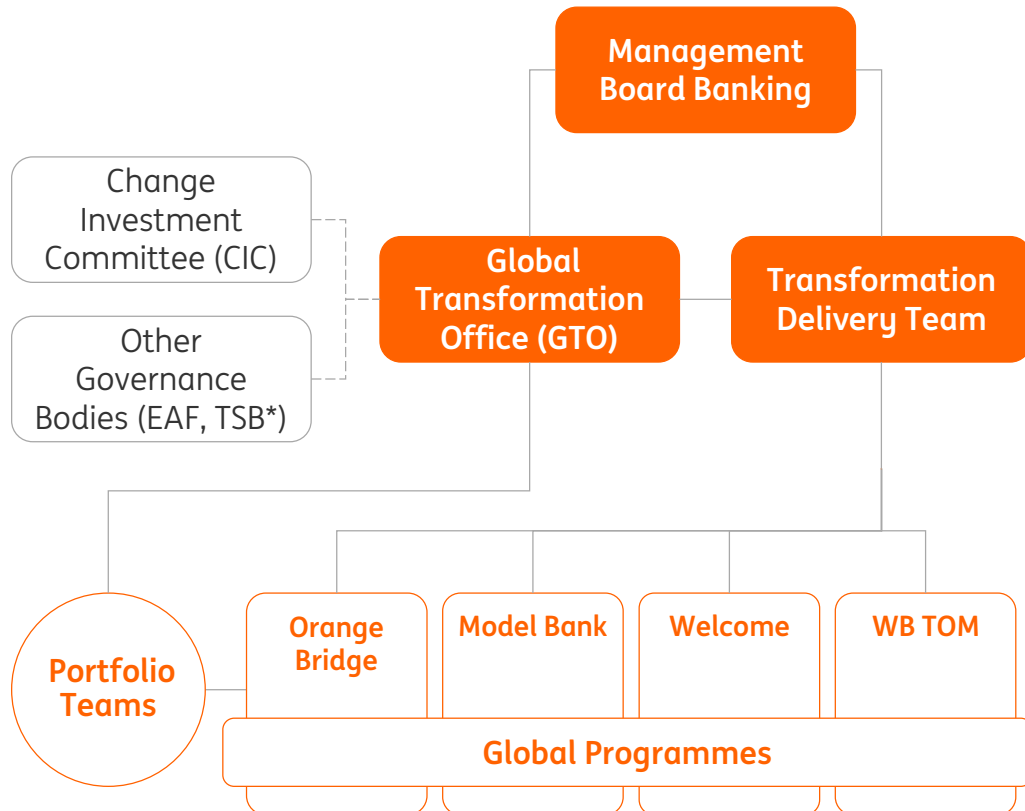 Management
Board Banking
Change
Investment
Committee (CIC)
Global
Transformation
Office (GTO)
Transformation
Delivery Team
Other
Governance
Bodies (EAF, TSB*)
Orange
Bridge
Model Bank
Welcome
WB TOM
Portfolio
Teams
Global Programmes